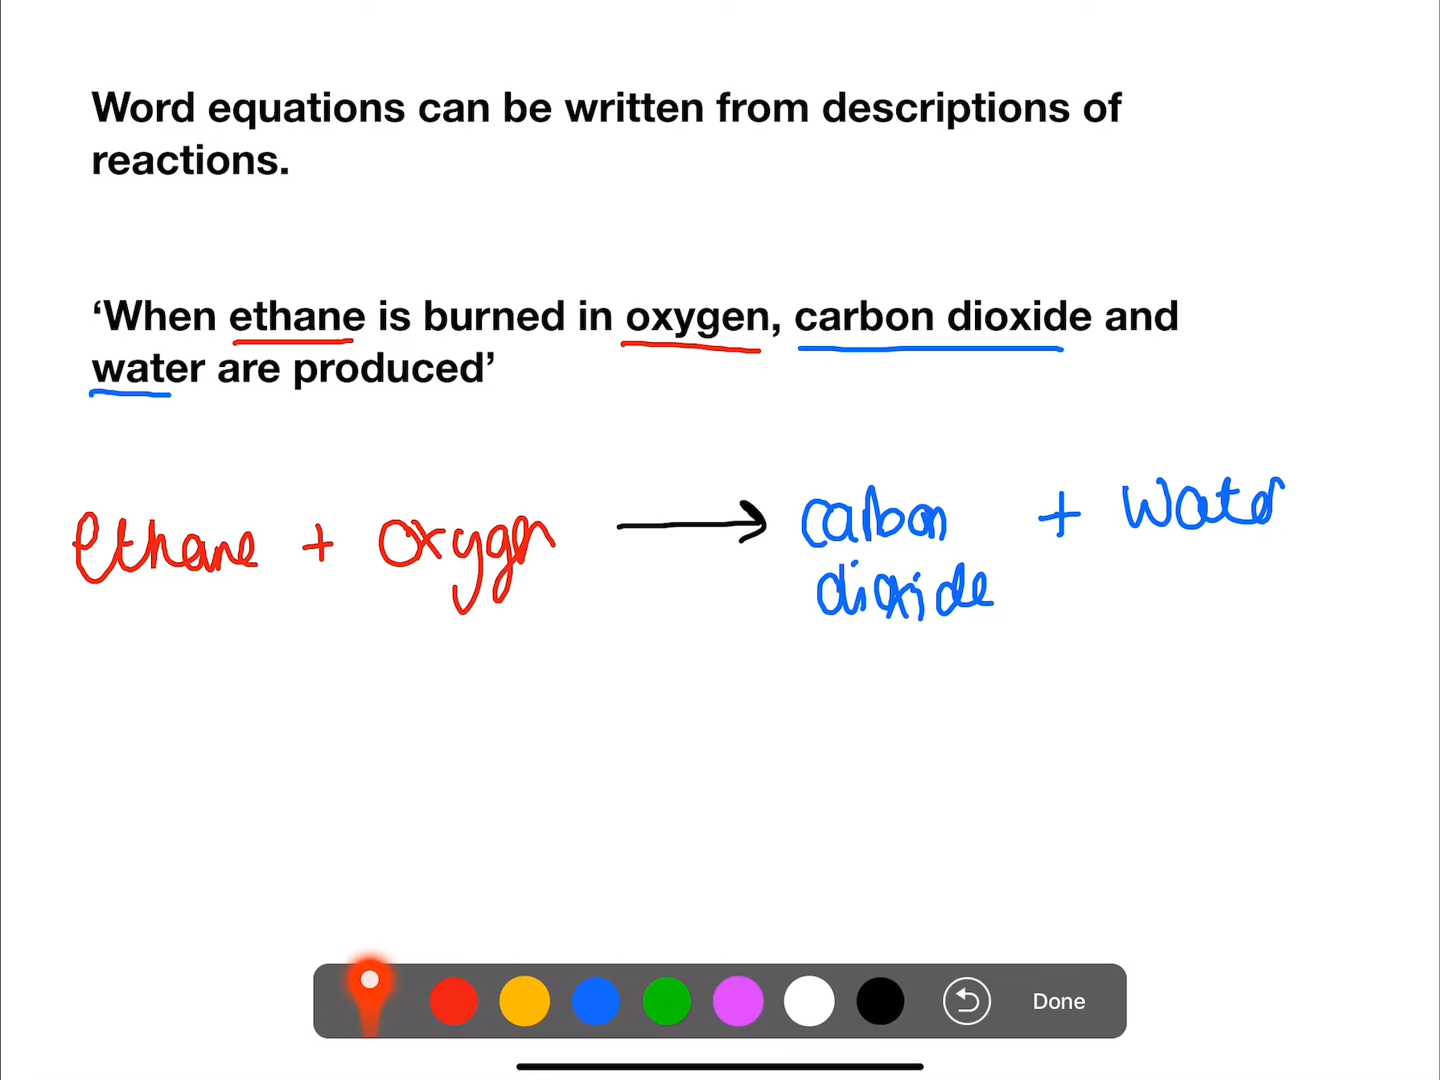 Word equations can be written from descriptions of
reactions.
‘When ethane is burned in oxygen, carbon dioxide and
water are produced’
ethane + oxygen → carbon + water
dioxide
Done